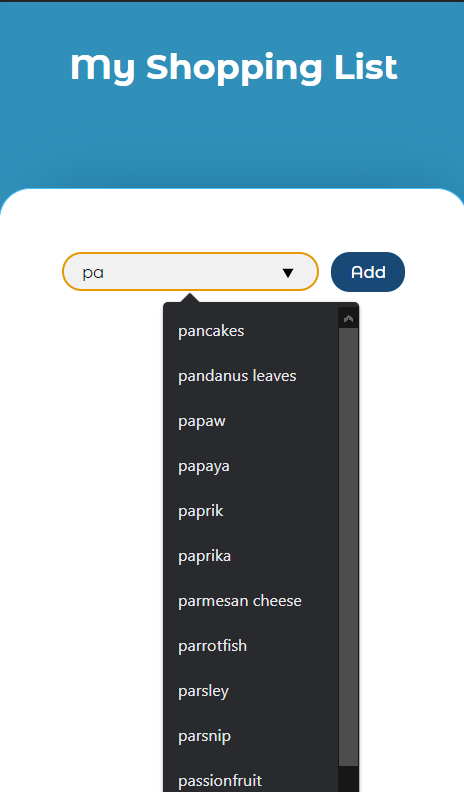 My Shopping List
pa
Add
pancakes
pandanus leaves
papaw
papaya
paprik
paprika
parmesan cheese
parrotfish
parsley
parsnip
passionfruit